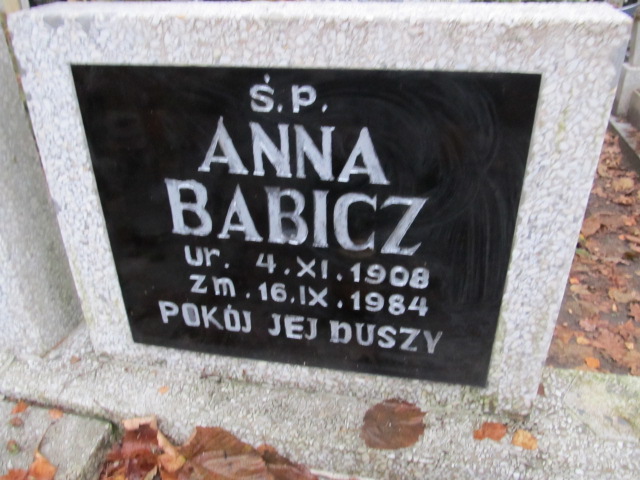 Ś.P.
ANNA
BABICZ
ur. 4.XI.1908
zm. 16.IX.1984
POKÓJ JEJ DUSZY